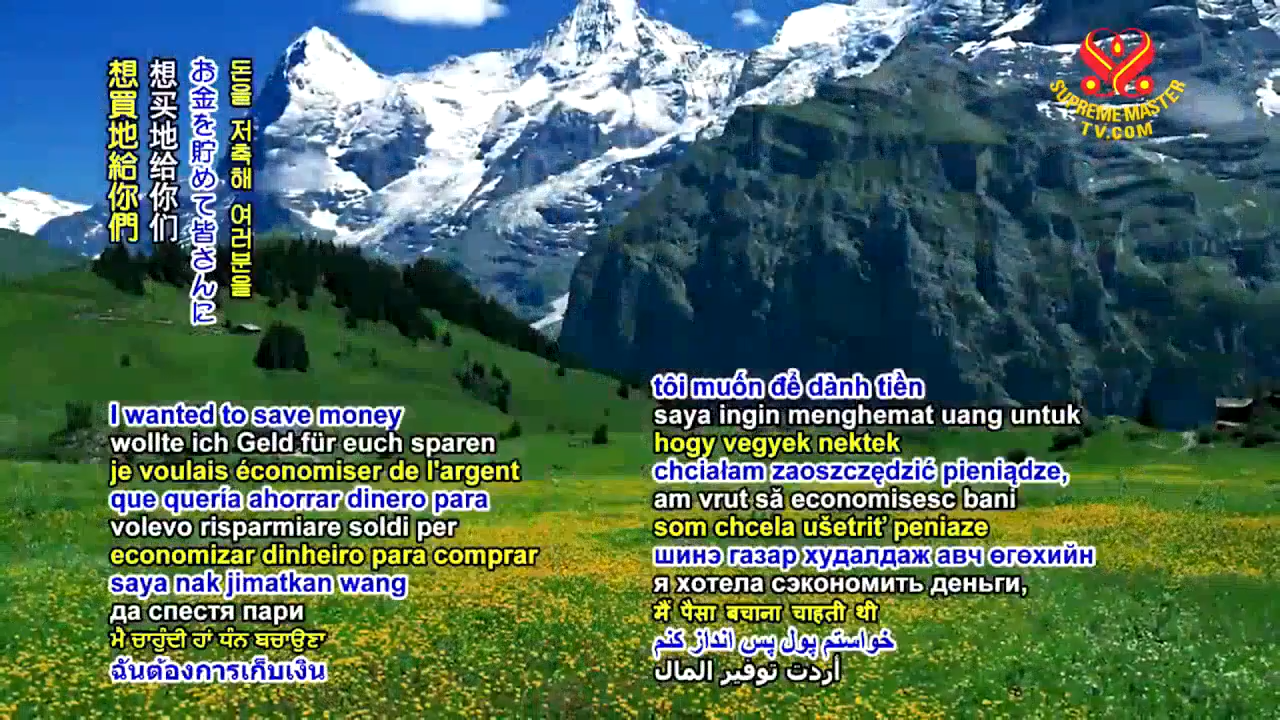 想買地給你們
想买地给你们
お金を貯めて皆さんに
돈을 저축해 여러분을
SUPREME MASTER
TV.COM
I wanted to save money
wollte ich Geld für euch sparen
je voulais économiser de l'argent
que quería ahorrar dinero para
volevo risparmiare soldi per
economizar dinheiro para comprar
saya nak jimatkan wang
да спестя пари
ਮੈ ਚਾਹੁੰਦੀ ਹਾਂ ਧੰਨ ਬਚਾਉਣਾ
ฉันต้องการเก็บเงิน
tôi muốn để dành tiền
saya ingin menghemat uang untuk
hogy vegyek nektek
chciałam zaoszczędzić pieniądze,
am vrut să economisesc bani
som chcela ušetriť peniaze
шинэ газар худалдаж авч өгөхийн
я хотела сэкономить деньги,
मैं पैसा बचाना चाहती थी
خواستم پول پس انداز کنم
أردت توفير المال